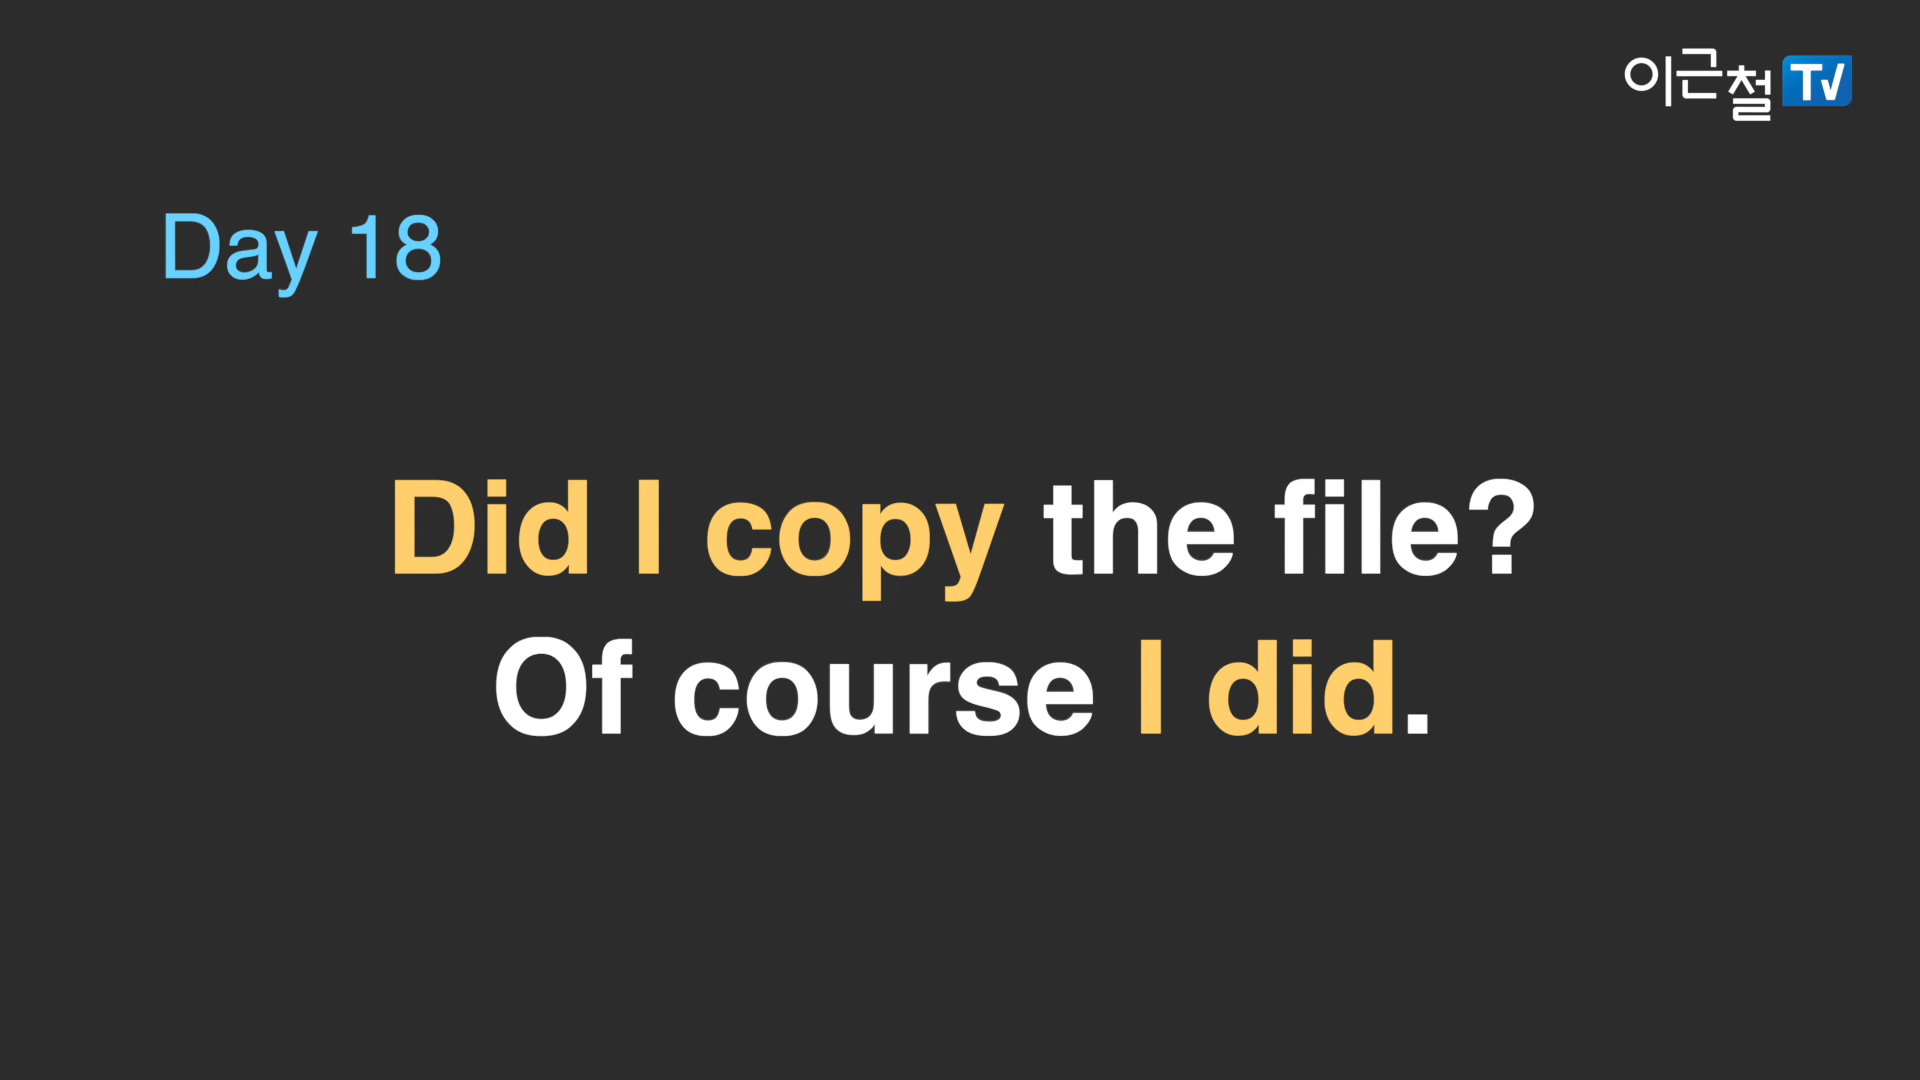 이근철 TV
Day 18
Did I copy the file?
Of course I did.